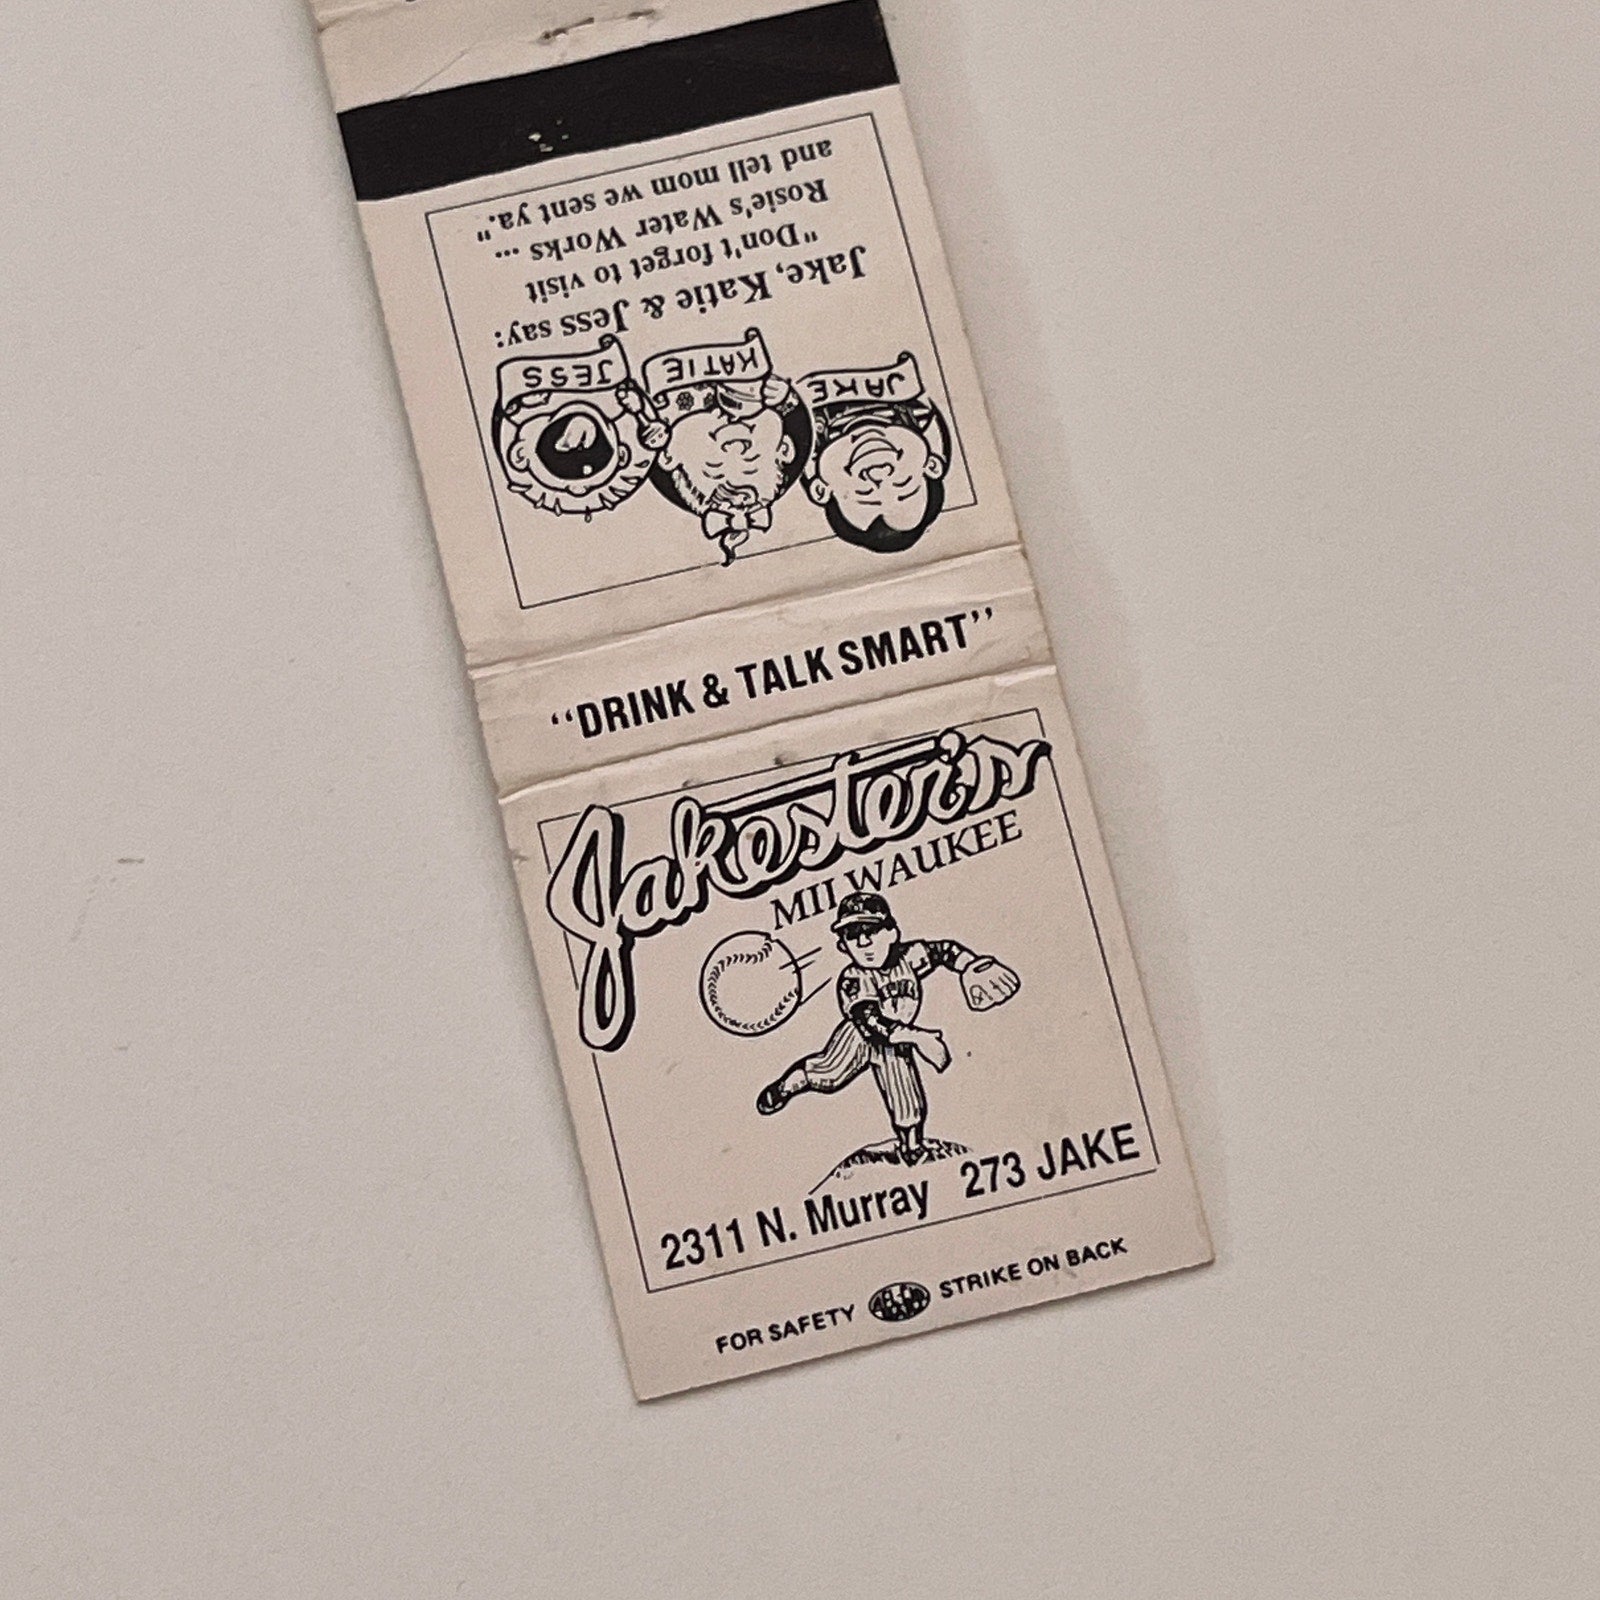 "DRINK & TALK SMART"
Jakester's
MILWAUKEE
2311 N. Murray 273 JAKE
FOR SAFETY STRIKE ON BACK
JAKE
KATIE
JESS
Jake, Katie & Jess say:
"Don't forget to visit
Rosie's Water Works ...
and tell mom we sent ya."